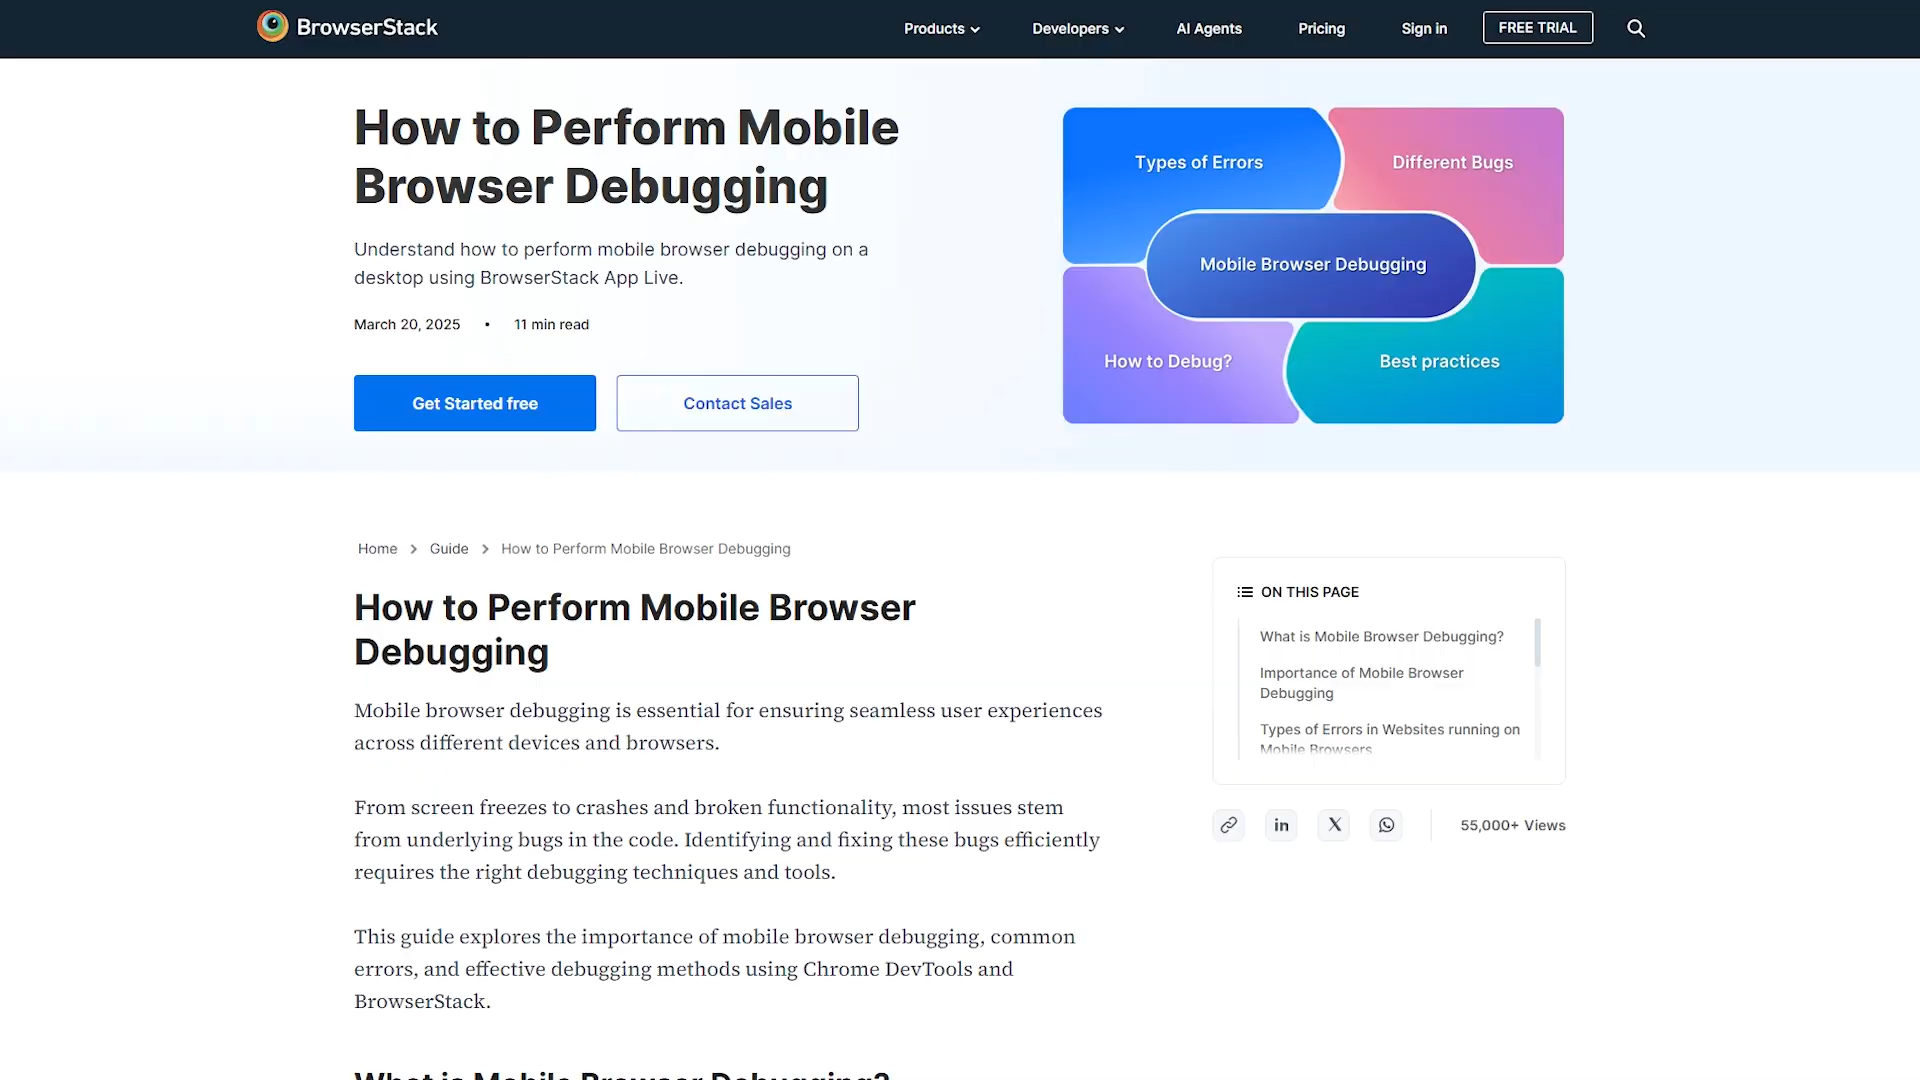 BrowserStack
Products
Developers
AI Agents
Pricing
Sign in
FREE TRIAL
How to Perform Mobile
Browser Debugging
Understand how to perform mobile browser debugging on a
desktop using BrowserStack App Live.
March 20, 2025 • 11 min read
Get Started free
Contact Sales
Types of Errors
Different Bugs
Mobile Browser Debugging
How to Debug?
Best practices
Home > Guide > How to Perform Mobile Browser Debugging
How to Perform Mobile Browser
Debugging
Mobile browser debugging is essential for ensuring seamless user experiences
across different devices and browsers.
From screen freezes to crashes and broken functionality, most issues stem
from underlying bugs in the code. Identifying and fixing these bugs efficiently
requires the right debugging techniques and tools.
This guide explores the importance of mobile browser debugging, common
errors, and effective debugging methods using Chrome DevTools and
BrowserStack.
What is Mobile Browser Debugging?
ON THIS PAGE
What is Mobile Browser Debugging?
Importance of Mobile Browser
Debugging
Types of Errors in Websites running on
Mobile Browsers
55,000+ Views